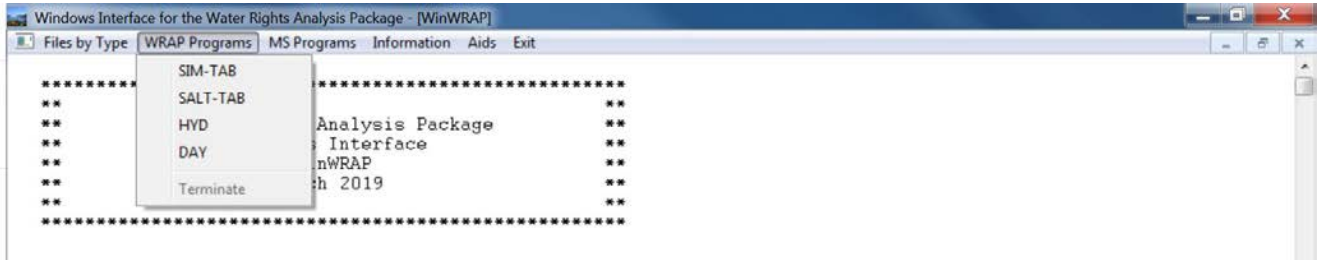 Windows Interface for the Water Rights Analysis Package - [WinWRAP]
Files by Type WRAP Programs MS Programs Information Aids Exit
SIM-TAB
SALT-TAB
HYD
DAY
Terminate
*****************************************************
** **
** Analysis Package **
** Interface **
** nWRAP **
** h 2019 **
** **
*****************************************************